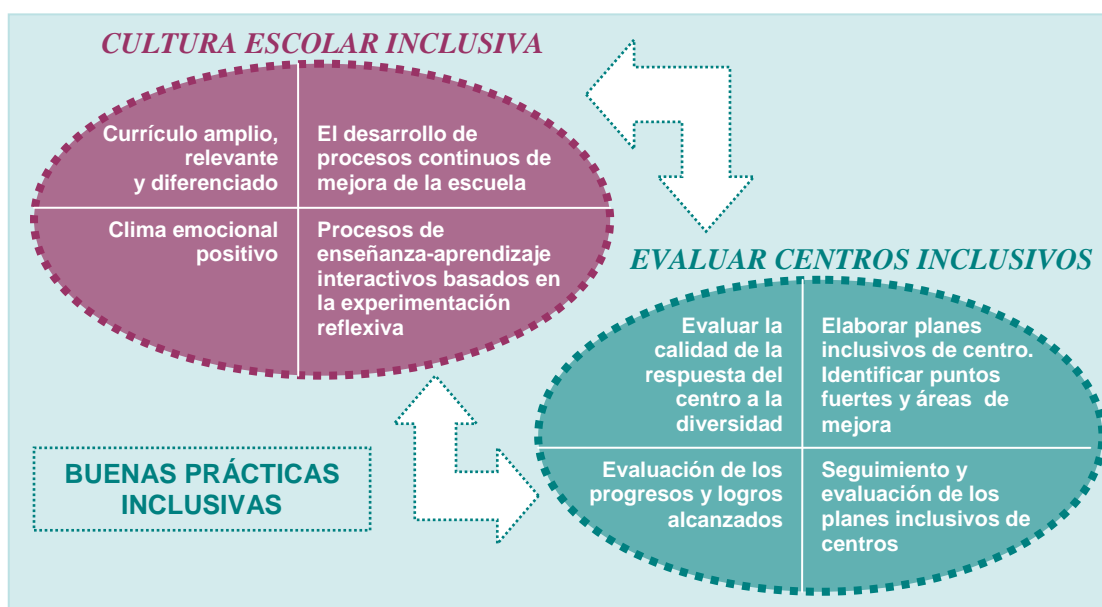 CULTURA ESCOLAR INCLUSIVA
Currículo amplio,
relevante
y diferenciado
El desarrollo de
procesos continuos de
mejora de la escuela
Clima emocional
positivo
Procesos de
enseñanza-aprendizaje
interactivos basados en
la experimentación
reflexiva
EVALUAR CENTROS INCLUSIVOS
Evaluar la
calidad de la
respuesta del
centro a la
diversidad
Elaborar planes
inclusivos de centro.
Identificar puntos
fuertes y áreas de
mejora
Evaluación de los
progresos y logros
alcanzados
Seguimiento y
evaluación de los
planes inclusivos de
centros
BUENAS PRÁCTICAS
INCLUSIVAS